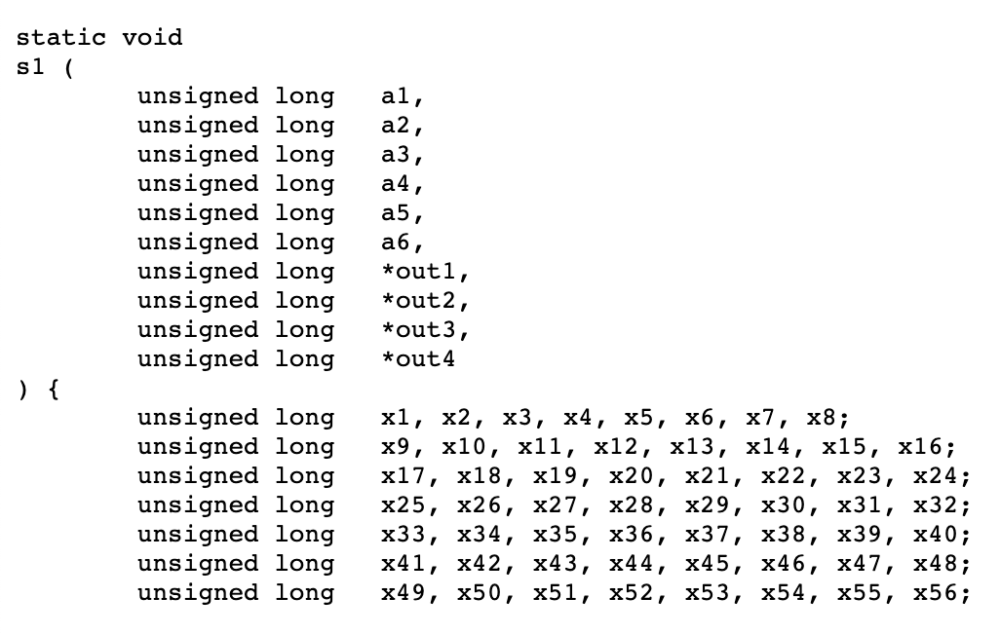 static void
s1 (
unsigned long a1,
unsigned long a2,
unsigned long a3,
unsigned long a4,
unsigned long a5,
unsigned long a6,
unsigned long *out1,
unsigned long *out2,
unsigned long *out3,
unsigned long *out4
) {
unsigned long x1, x2, x3, x4, x5, x6, x7, x8;
unsigned long x9, x10, x11, x12, x13, x14, x15, x16;
unsigned long x17, x18, x19, x20, x21, x22, x23, x24;
unsigned long x25, x26, x27, x28, x29, x30, x31, x32;
unsigned long x33, x34, x35, x36, x37, x38, x39, x40;
unsigned long x41, x42, x43, x44, x45, x46, x47, x48;
unsigned long x49, x50, x51, x52, x53, x54, x55, x56;